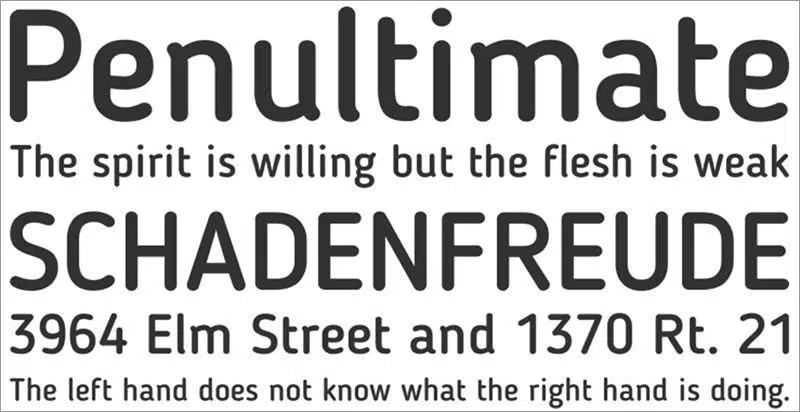 Penultimate
The spirit is willing but the flesh is weak
SCHADENFREUDE
3964 Elm Street and 1370 Rt. 21
The left hand does not know what the right hand is doing.